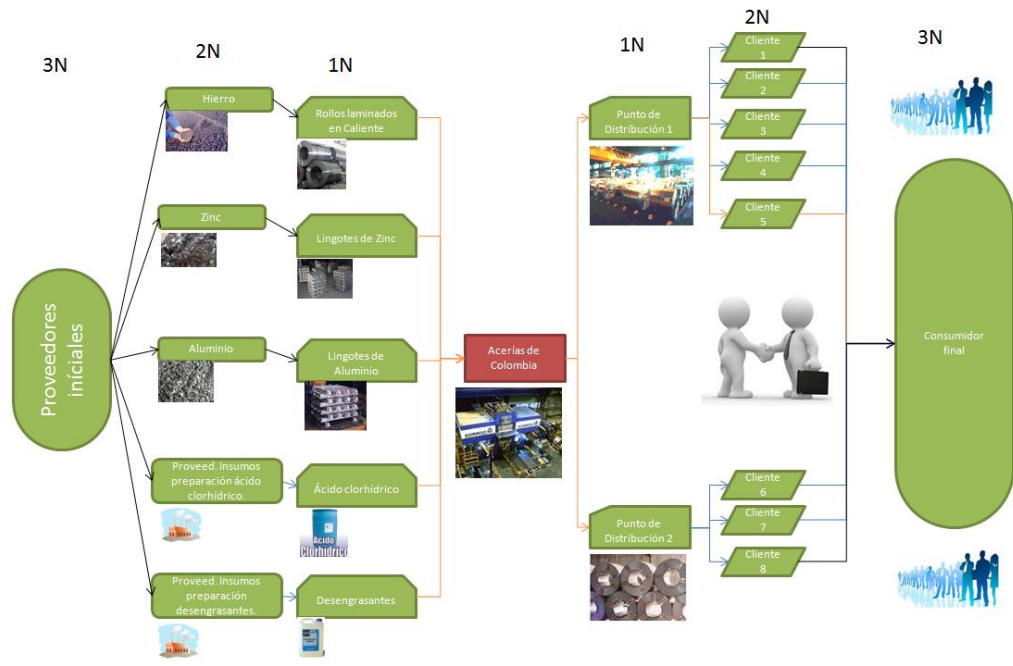 3N
2N
1N
1N
2N
3N
Proveedores
iníciales
Hierro
Zinc
Aluminio
Proveed. Insumos
preparación ácido
clorhídrico.
Proveed. Insumos
preparación
desengrasantes.
Rollos laminados
en Caliente
Lingotes de Zinc
Lingotes de
Aluminio
Ácido clorhídrico
Ácido
Clorhídrico
Desengrasantes
Acerías de
Colombia
Punto de
Distribución 1
Punto de
Distribución 2
Cliente
1
Cliente
2
Cliente
3
Cliente
4
Cliente
5
Cliente
6
Cliente
7
Cliente
8
Consumidor
final